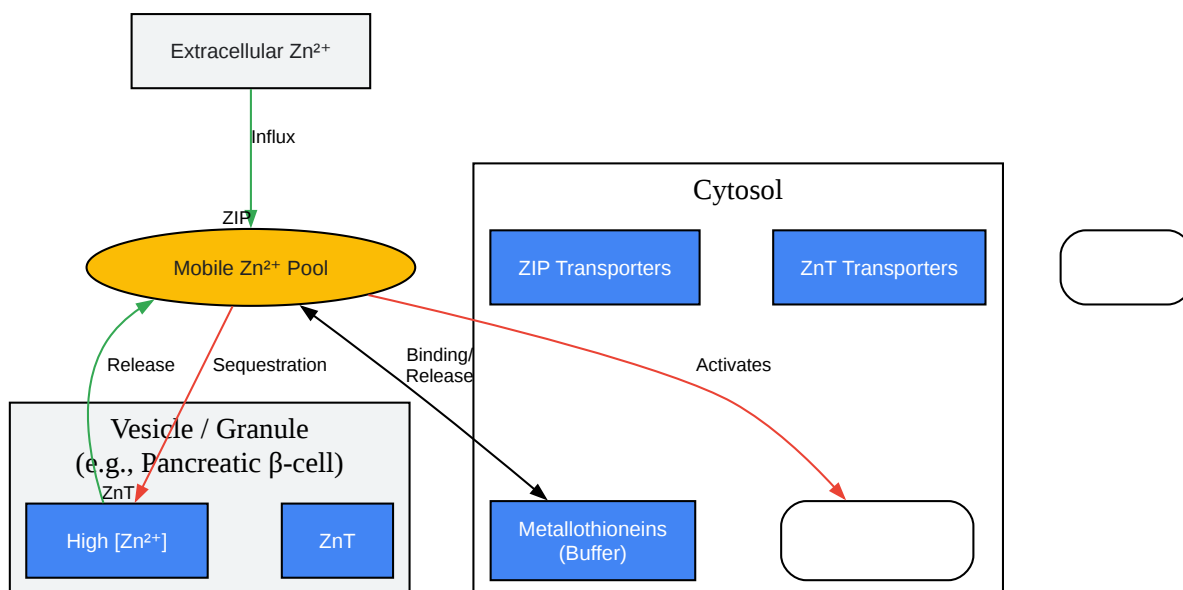 Extracellular Zn²⁺
Influx
ZIP
Mobile Zn²⁺ Pool
Cytosol
ZIP Transporters
ZnT Transporters
Release
Sequestration
Binding/
Release
Activates
Vesicle / Granule
(e.g., Pancreatic β-cell)
ZnT
High [Zn²⁺]
ZnT
Metallothioneins
(Buffer)